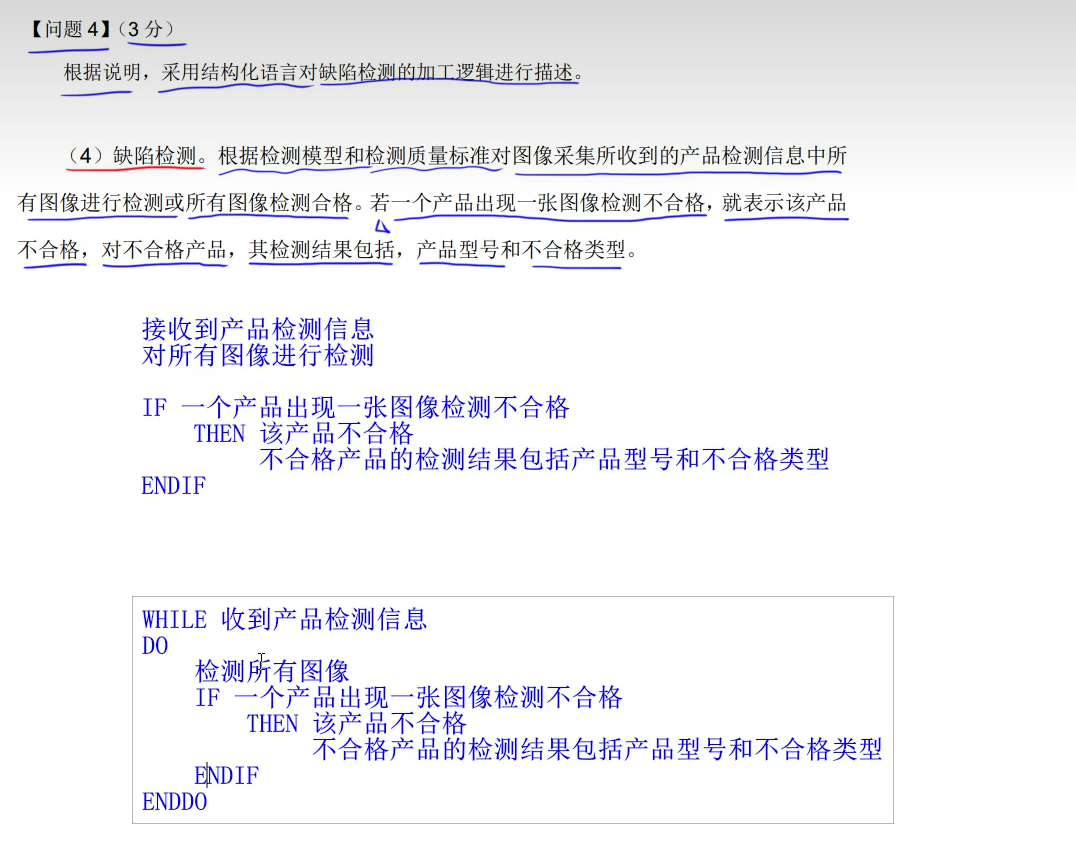 【问题 4】（3 分）
根据说明，采用结构化语言对缺陷检测的加工逻辑进行描述。
（4）缺陷检测。根据检测模型和检测质量标准对图像采集所收到的产品检测信息中所
有图像进行检测或所有图像检测合格。若一个产品出现一张图像检测不合格，就表示该产品
不合格，对不合格产品，其检测结果包括，产品型号和不合格类型。
接收到产品检测信息
对所有图像进行检测
IF 一个产品出现一张图像检测不合格
THEN 该产品不合格
不合格产品的检测结果包括产品型号和不合格类型
ENDIF
WHILE 收到产品检测信息
DO
检测所有图像
IF 一个产品出现一张图像检测不合格
THEN 该产品不合格
不合格产品的检测结果包括产品型号和不合格类型
ENDIF
ENDDO